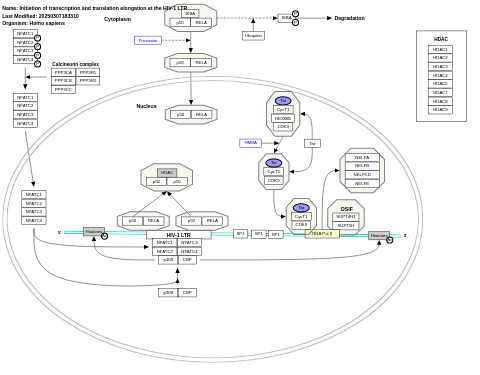 Name: Initiation of transcription and translation elongation at the HIV-1 LTR
Last Modified: 20250307183310
Organism: Homo sapiens
Cytoplasm
IKBA
p50 RELA
IKBA
P
P
Degradation
Ubiquitin
Proteasin
p50 RELA
p50 RELA
NFATC1
NFATC2
NFATC3
NFATC4
P
P
P
P
Calcineurin complex
PPP3CA PPP3R1
PPP3CB PPP3R2
PPP3CC
NFATC1
NFATC2
NFATC3
NFATC4
HDAC
HDAC1
HDAC2
HDAC3
HDAC4
HDAC5
HDAC6
HDAC7
HDAC8
HDAC9
Nucleus
Tat
CycT1
HEXIM1
CDK9
HMBA
Tat
Tat
CycT1
CDK9
HDAC
p50 p50
NELFA
NELFB
NELFCD
NELFE
NFATC1
NFATC2
NFATC3
NFATC4
Tat
CycT1
CDK9
DSIF
SUPT4H1
SUPT5H
p50 RELA
p50 RELA
5'
Histones
HIV-1 LTR
SP1
SP1
SP1
RNA Pol II
Histones
3'
NFATC1 NFATC3
NFATC2 NFATC4
p300 CBP
p300 CBP